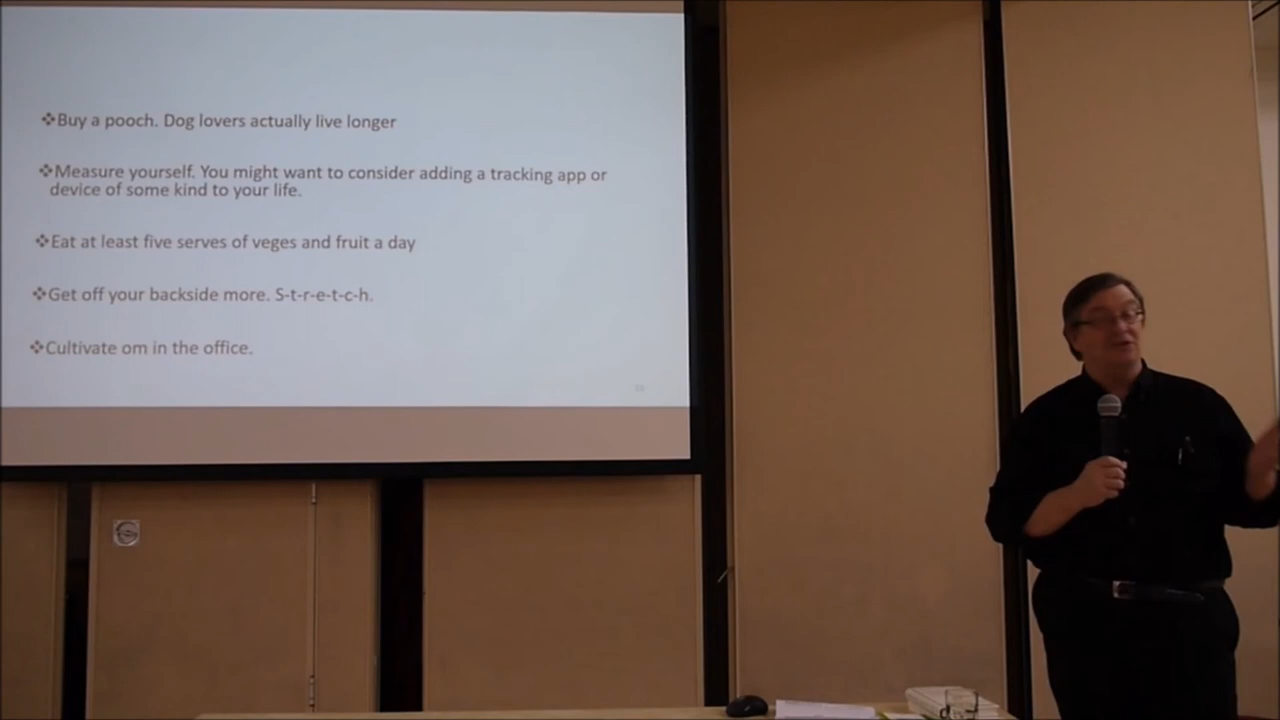 ❖Buy a pooch. Dog lovers actually live longer
❖Measure yourself. You might want to consider adding a tracking app or
device of some kind to your life.
❖Eat at least five serves of veges and fruit a day
❖Get off your backside more. S-t-r-e-t-c-h.
❖Cultivate om in the office.